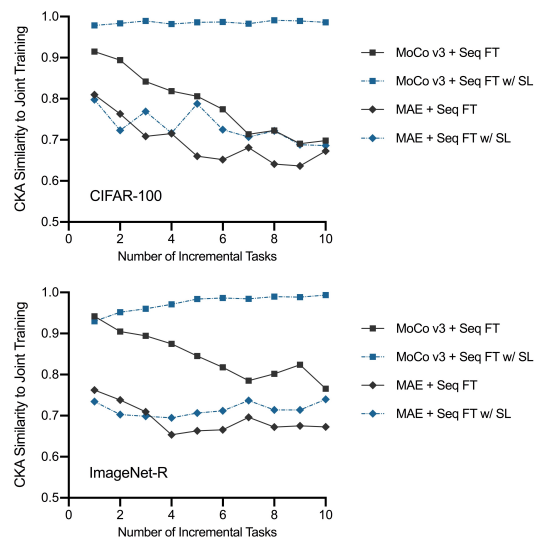 CKA Similarity to Joint Training
1.0
0.9
0.8
0.7
0.6
0.5
0
2
4
6
8
10
Number of Incremental Tasks
CIFAR-100
MoCo v3 + Seq FT
MoCo v3 + Seq FT w/ SL
MAE + Seq FT
MAE + Seq FT w/ SL
CKA Similarity to Joint Training
1.0
0.9
0.8
0.7
0.6
0.5
0
2
4
6
8
10
Number of Incremental Tasks
ImageNet-R
MoCo v3 + Seq FT
MoCo v3 + Seq FT w/ SL
MAE + Seq FT
MAE + Seq FT w/ SL